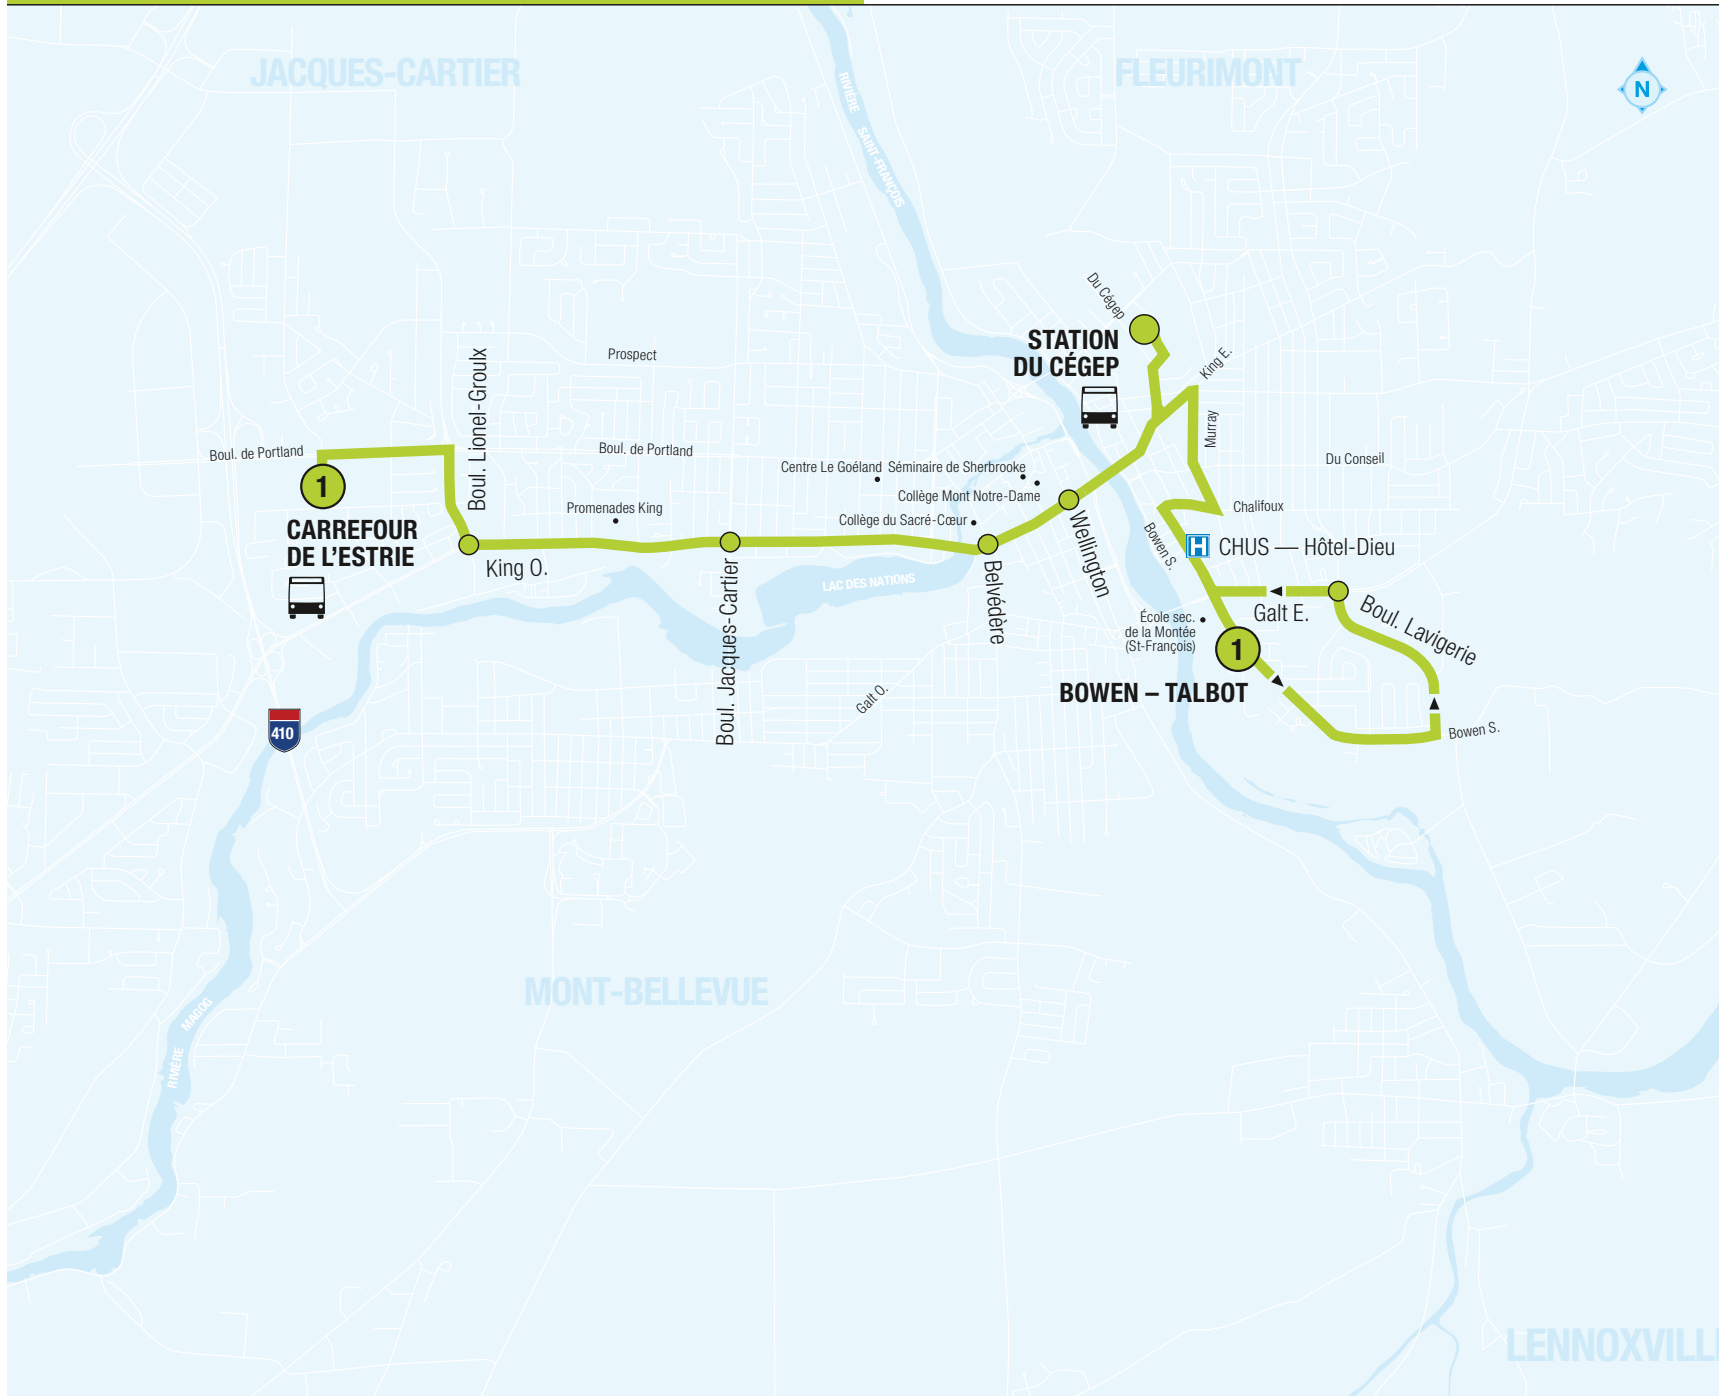 JACQUES-CARTIER
FLEURIMONT
N
RIVIÈRE SAINT-FRANÇOIS
Du Cégep
STATION
DU CÉGEP
King E.
Prospect
Boul. Lionel-Groulx
Murray
Boul. de Portland
Boul. de Portland
Du Conseil
1
CARREFOUR
DE L'ESTRIE
Centre Le Goéland
Séminaire de Sherbrooke
Collège Mont Notre-Dame
Promenades King
Collège du Sacré-Cœur
Chalifoux
Wellington
Bowen S.
H
CHUS — Hôtel-Dieu
King O.
Boul. Jacques-Cartier
LAC DES NATIONS
Belvédère
Galt E.
Boul. Lavigerie
École sec.
de la Montée
(St-François)
1
BOWEN – TALBOT
Galt O.
410
Bowen S.
MONT-BELLEVUE
RIVIÈRE MAGOG
LENNOXVILL